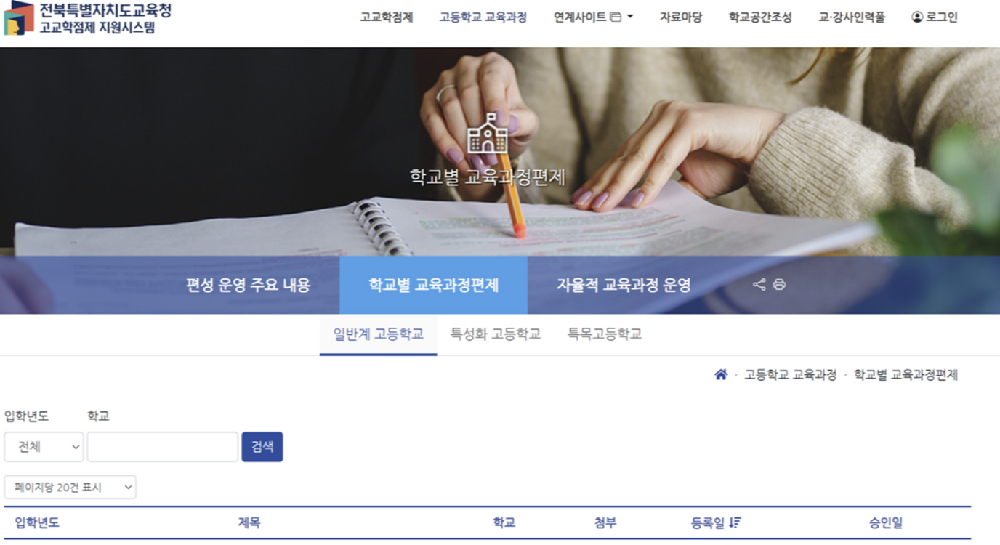 전북특별자치도교육청
고교학점제 지원시스템
고교학점제 고등학교 교육과정 연계사이트 자료마당 학교공간조성 교·강사인력풀 로그인
학교별 교육과정편제
편성 운영 주요 내용 학교별 교육과정편제 자율적 교육과정 운영
일반계 고등학교 특성화 고등학교 특목고등학교
고등학교 교육과정 · 학교별 교육과정편제
입학년도 학교
전체 검색
페이지당 20건 표시
입학년도 제목 학교 첨부 등록일 승인일